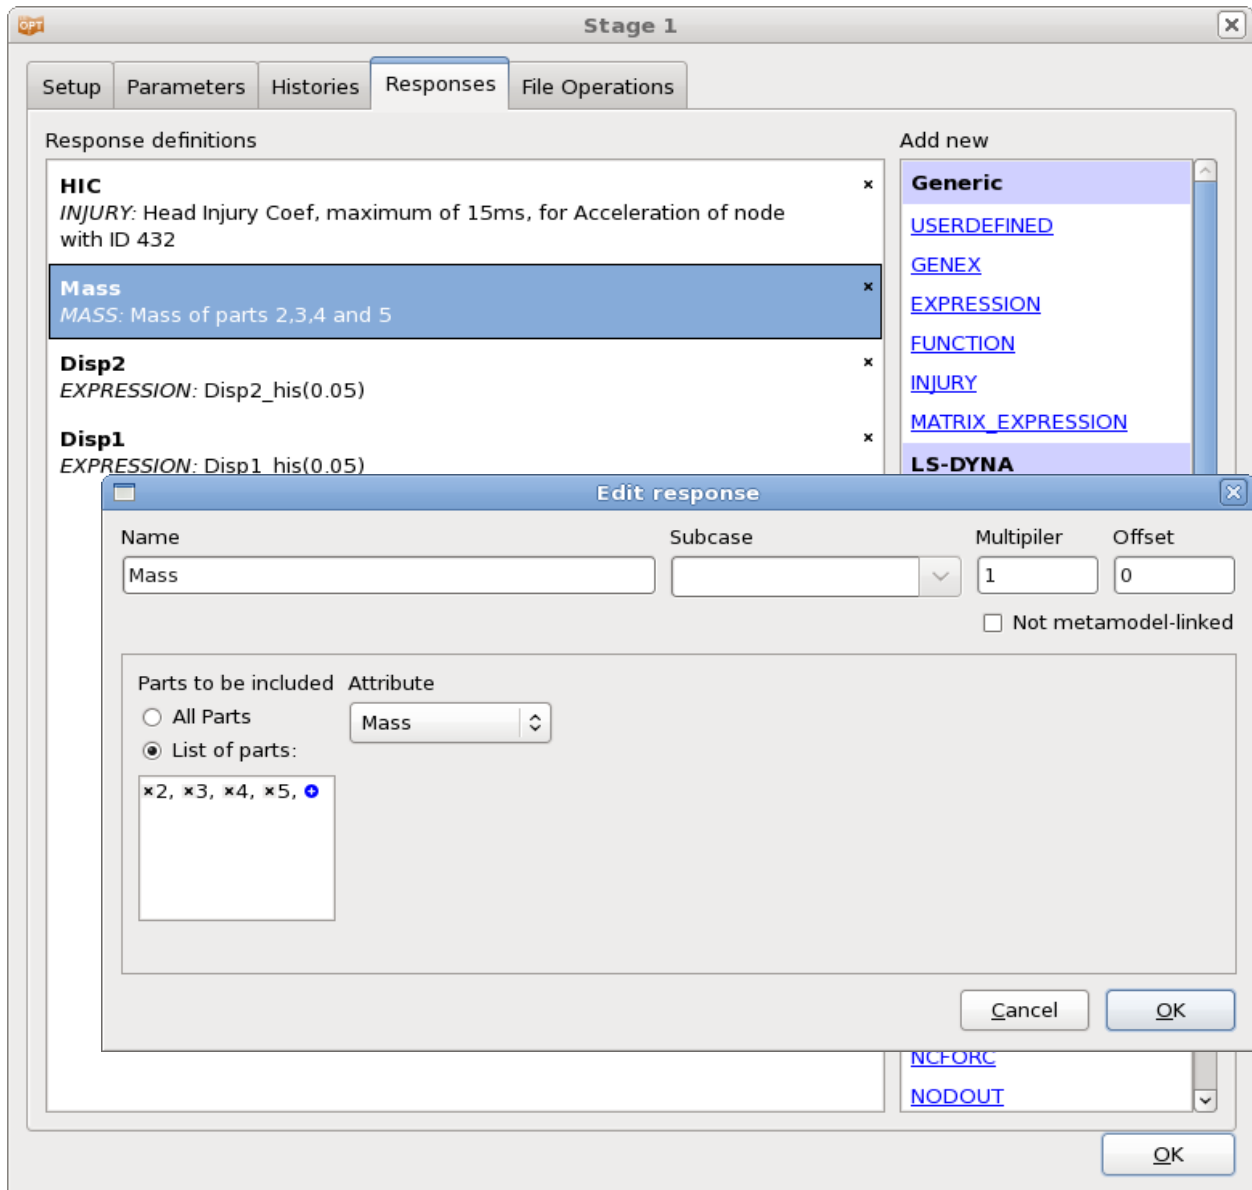 OPT
Stage 1
Setup
Parameters
Histories
Responses
File Operations
Response definitions
HIC
INJURY: Head Injury Coef, maximum of 15ms, for Acceleration of node
with ID 432
Mass
MASS: Mass of parts 2,3,4 and 5
Disp2
EXPRESSION: Disp2_his(0.05)
Disp1
EXPRESSION: Disp1_his(0.05)
Add new
Generic
USERDEFINED
GENEX
EXPRESSION
FUNCTION
INJURY
MATRIX_EXPRESSION
LS-DYNA
Edit response
Name
Subcase
Multipiler
Offset
Mass
1
0
Not metamodel-linked
Parts to be included
Attribute
All Parts
Mass
List of parts:
×2, ×3, ×4, ×5,
Cancel
OK
NCFORC
NODOUT
OK